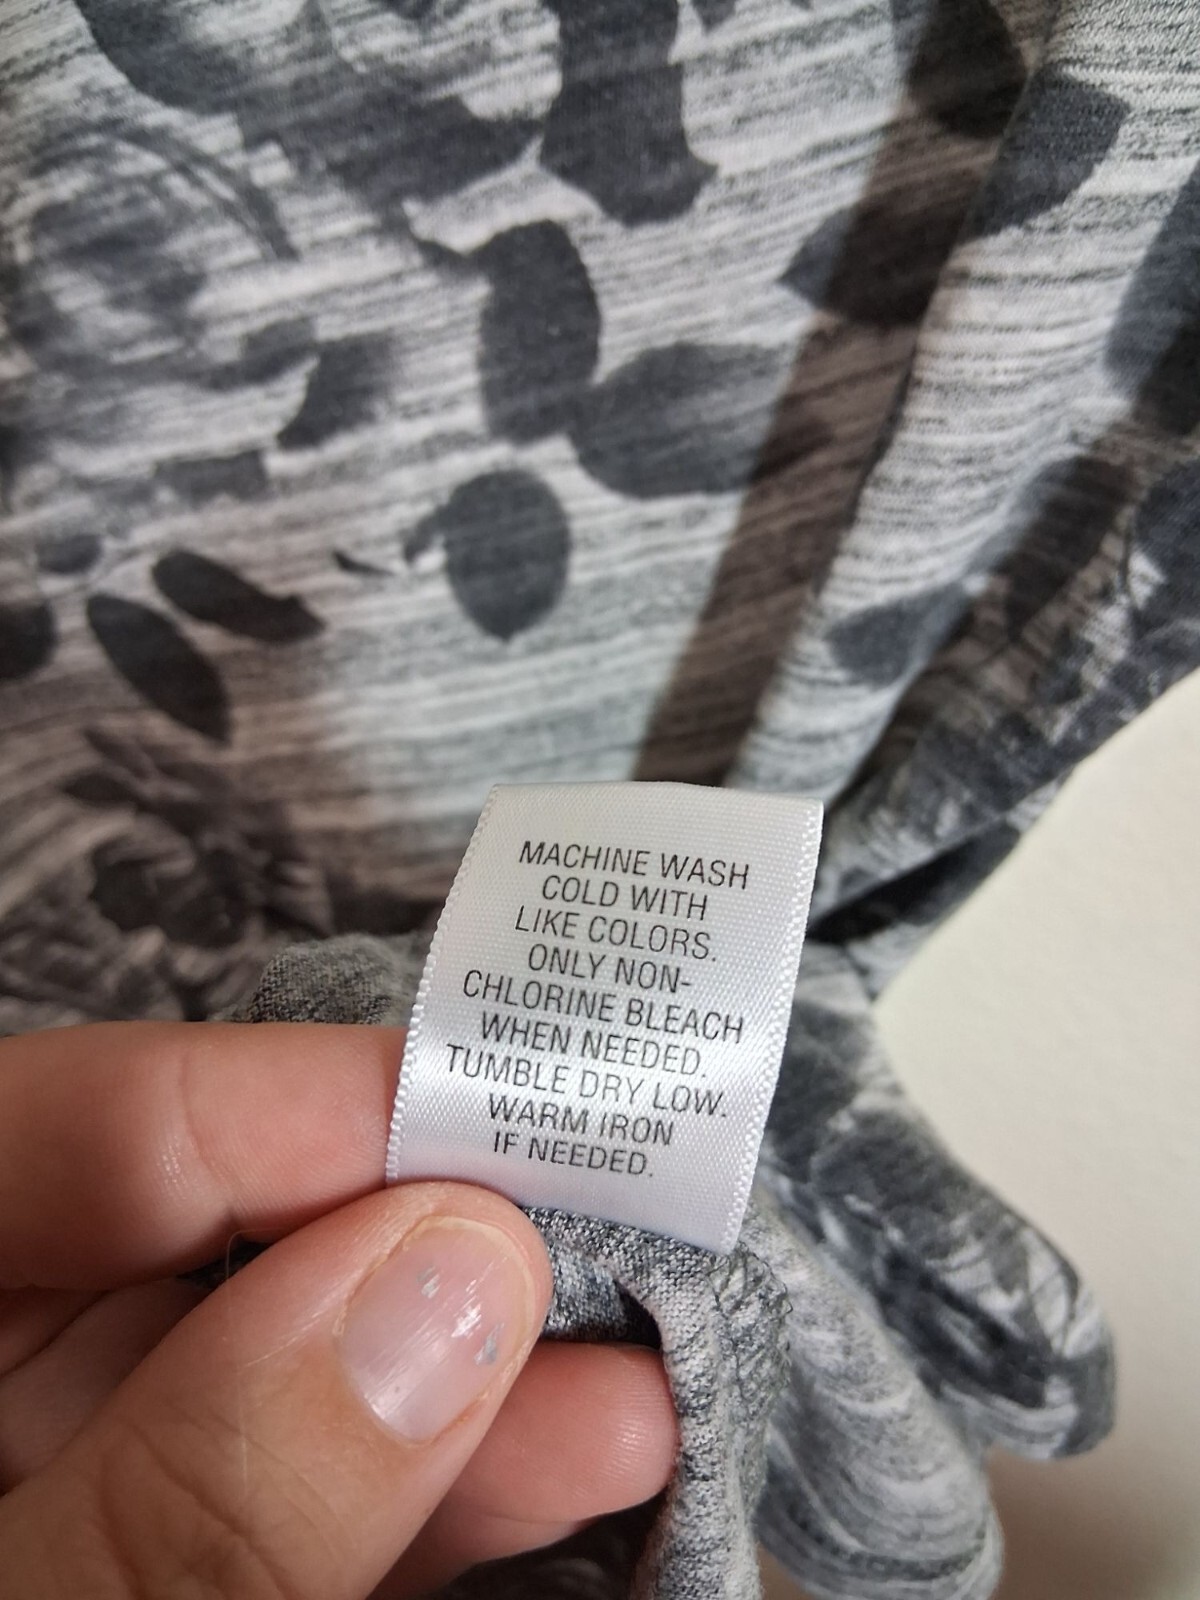 MACHINE WASH
COLD WITH
LIKE COLORS.
ONLY NON-
CHLORINE BLEACH
WHEN NEEDED.
TUMBLE DRY LOW.
WARM IRON
IF NEEDED.